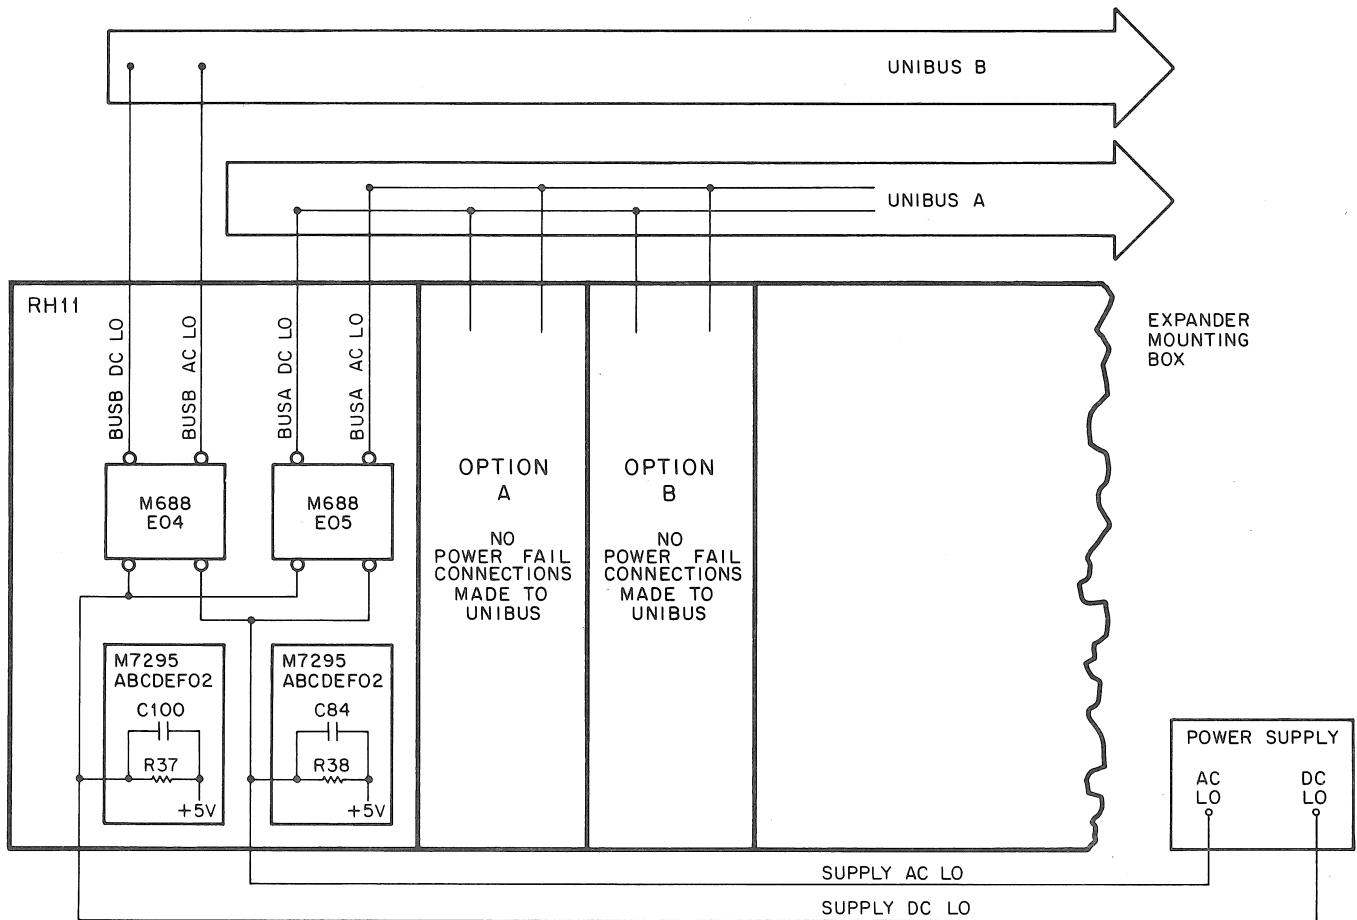 UNIBUS B
UNIBUS A
RH11
BUSB DC LO
BUSB AC LO
BUSA DC LO
BUSA AC LO
EXPANDER
MOUNTING
BOX
M688
E04
M688
E05
OPTION
A
NO
POWER FAIL
CONNECTIONS
MADE TO
UNIBUS
OPTION
B
NO
POWER FAIL
CONNECTIONS
MADE TO
UNIBUS
M7295
ABCDEF02
C100
R37
+5V
M7295
ABCDEF02
C84
R38
+5V
POWER SUPPLY
AC
LO
DC
LO
SUPPLY AC LO
SUPPLY DC LO